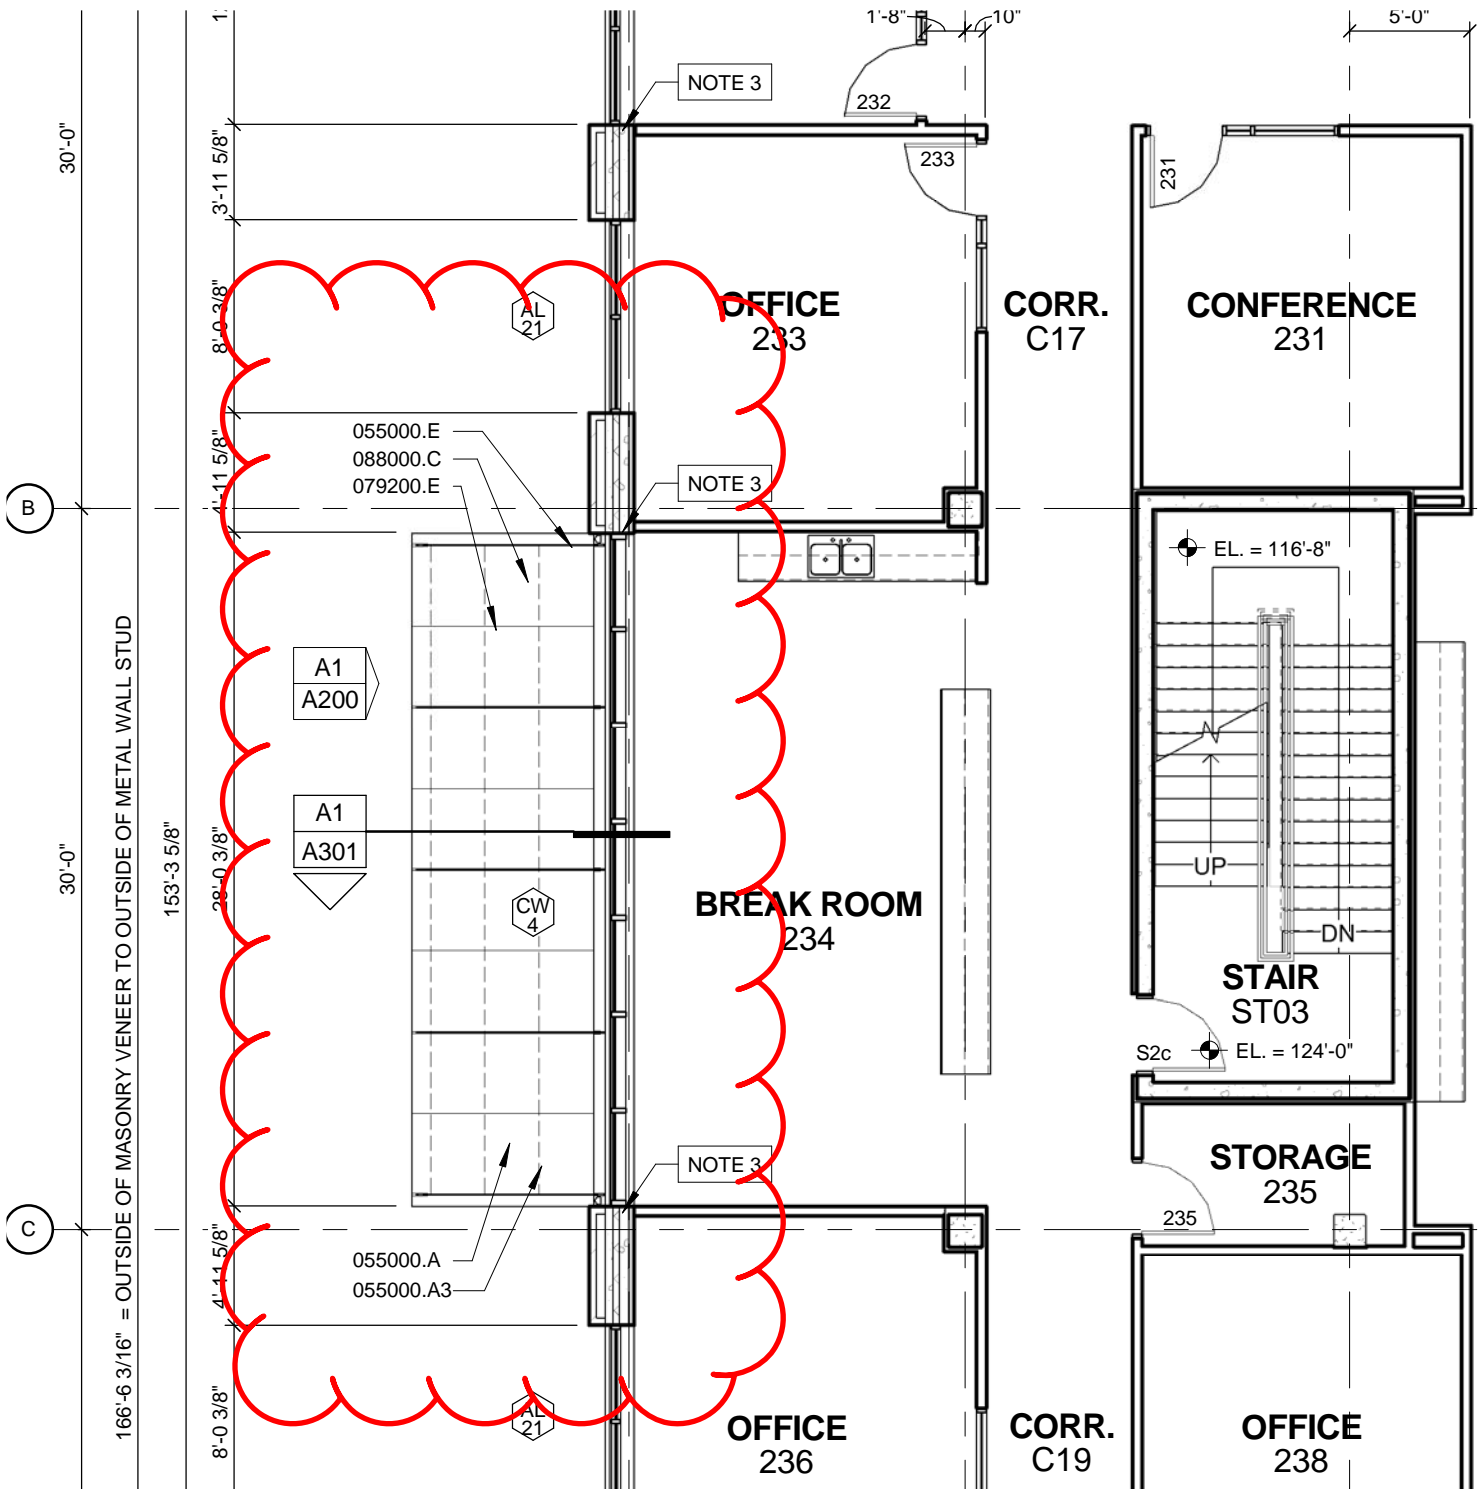 1'-8"
10"
5'-0"
NOTE 3
232
30'-0"
3'-11 5/8"
233
231
8'-0 3/8"
AL
21
OFFICE
233
CORR.
C17
CONFERENCE
231
055000.E
088000.C
079200.E
4'-11 5/8"
NOTE 3
B
EL. = 116'-8"
A1
A200
A1
A301
166'-6 3/16" = OUTSIDE OF MASONRY VENEER TO OUTSIDE OF METAL WALL STUD
153'-3 5/8"
30'-0"
28'-0 3/8"
UP
CW
4
BREAK ROOM
234
DN
STAIR
ST03
S2c
EL. = 124'-0"
NOTE 3
STORAGE
235
235
C
4'-11 5/8"
055000.A
055000.A3
8'-0 3/8"
AL
21
OFFICE
236
CORR.
C19
OFFICE
238